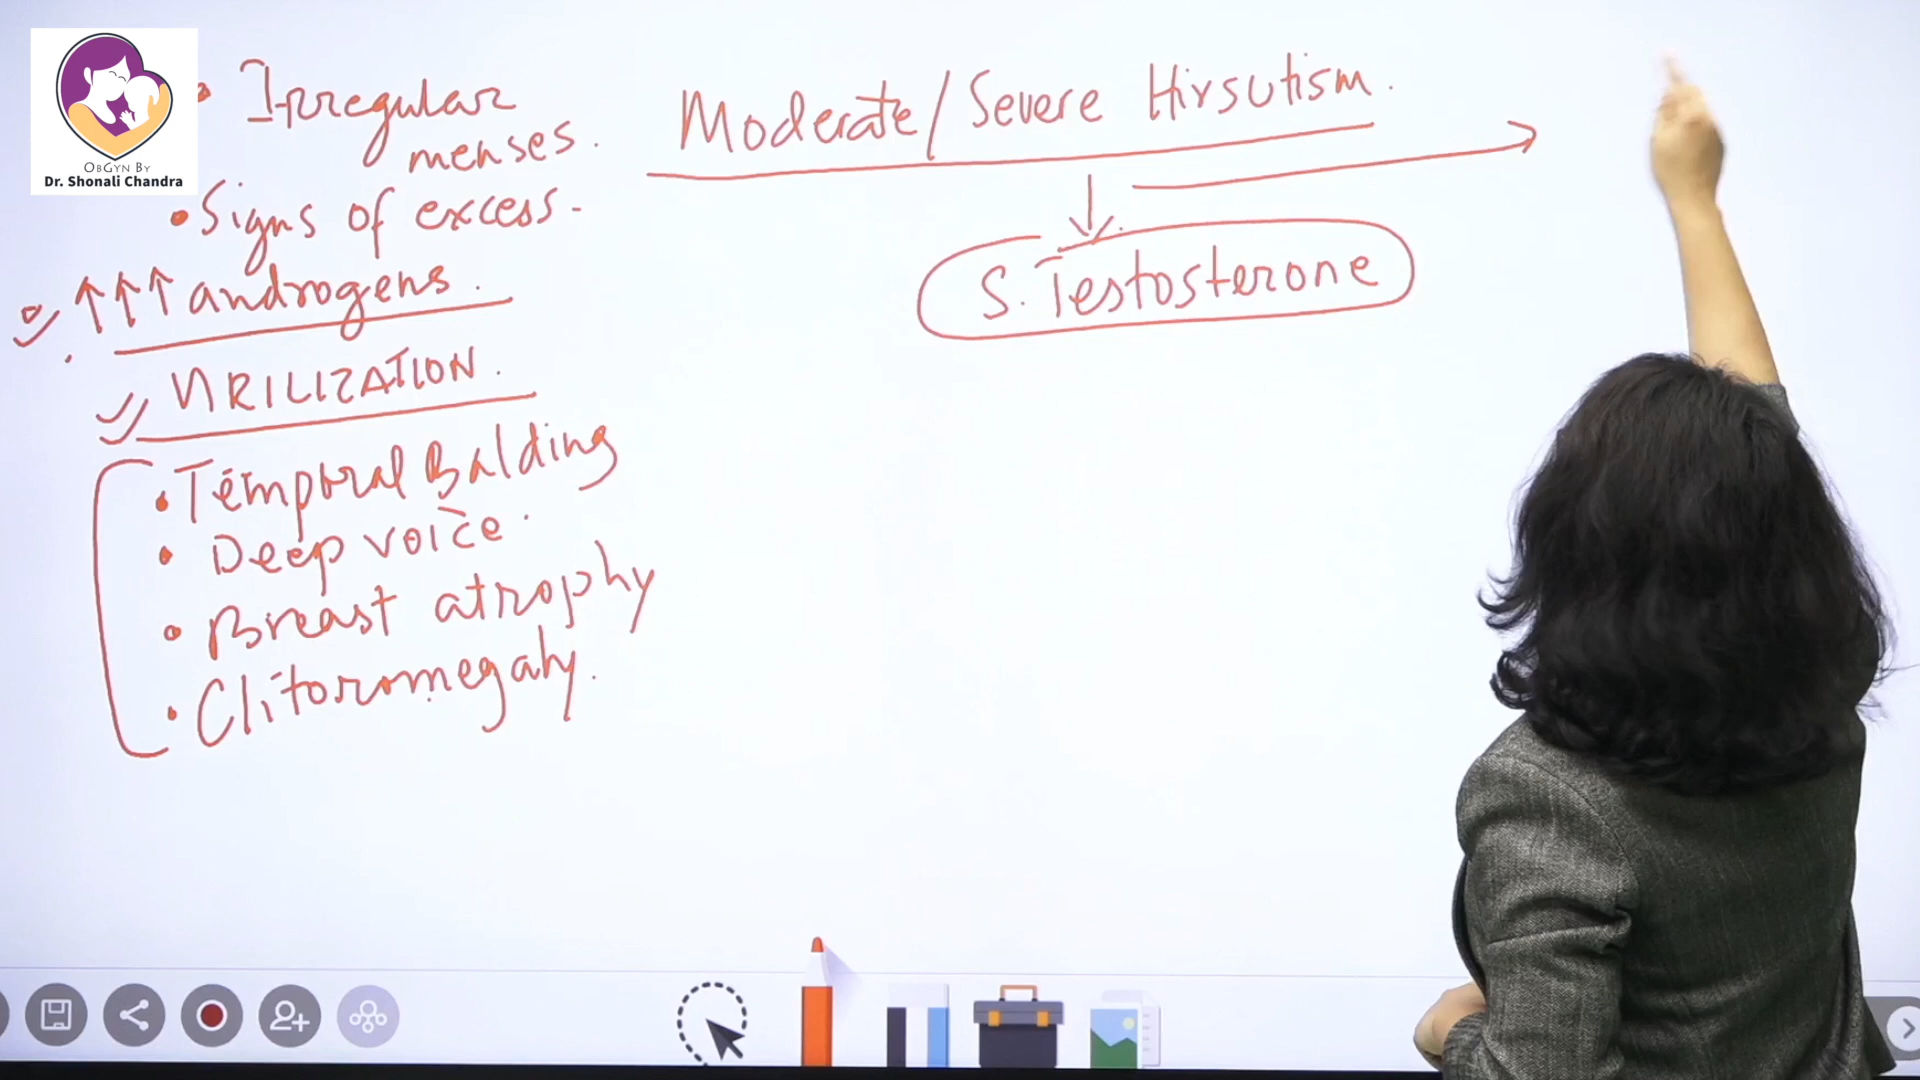 OBGYN BY
Dr. Shonali Chandra
• Irregular
menses.
• Signs of excess.
↑↑↑ androgens.
VIRILIZATION.
• Temporal Balding
• Deep voice.
• Breast atrophy
• Clitoromegaly.
Moderate/Severe Hirsutism.
S. Testosterone